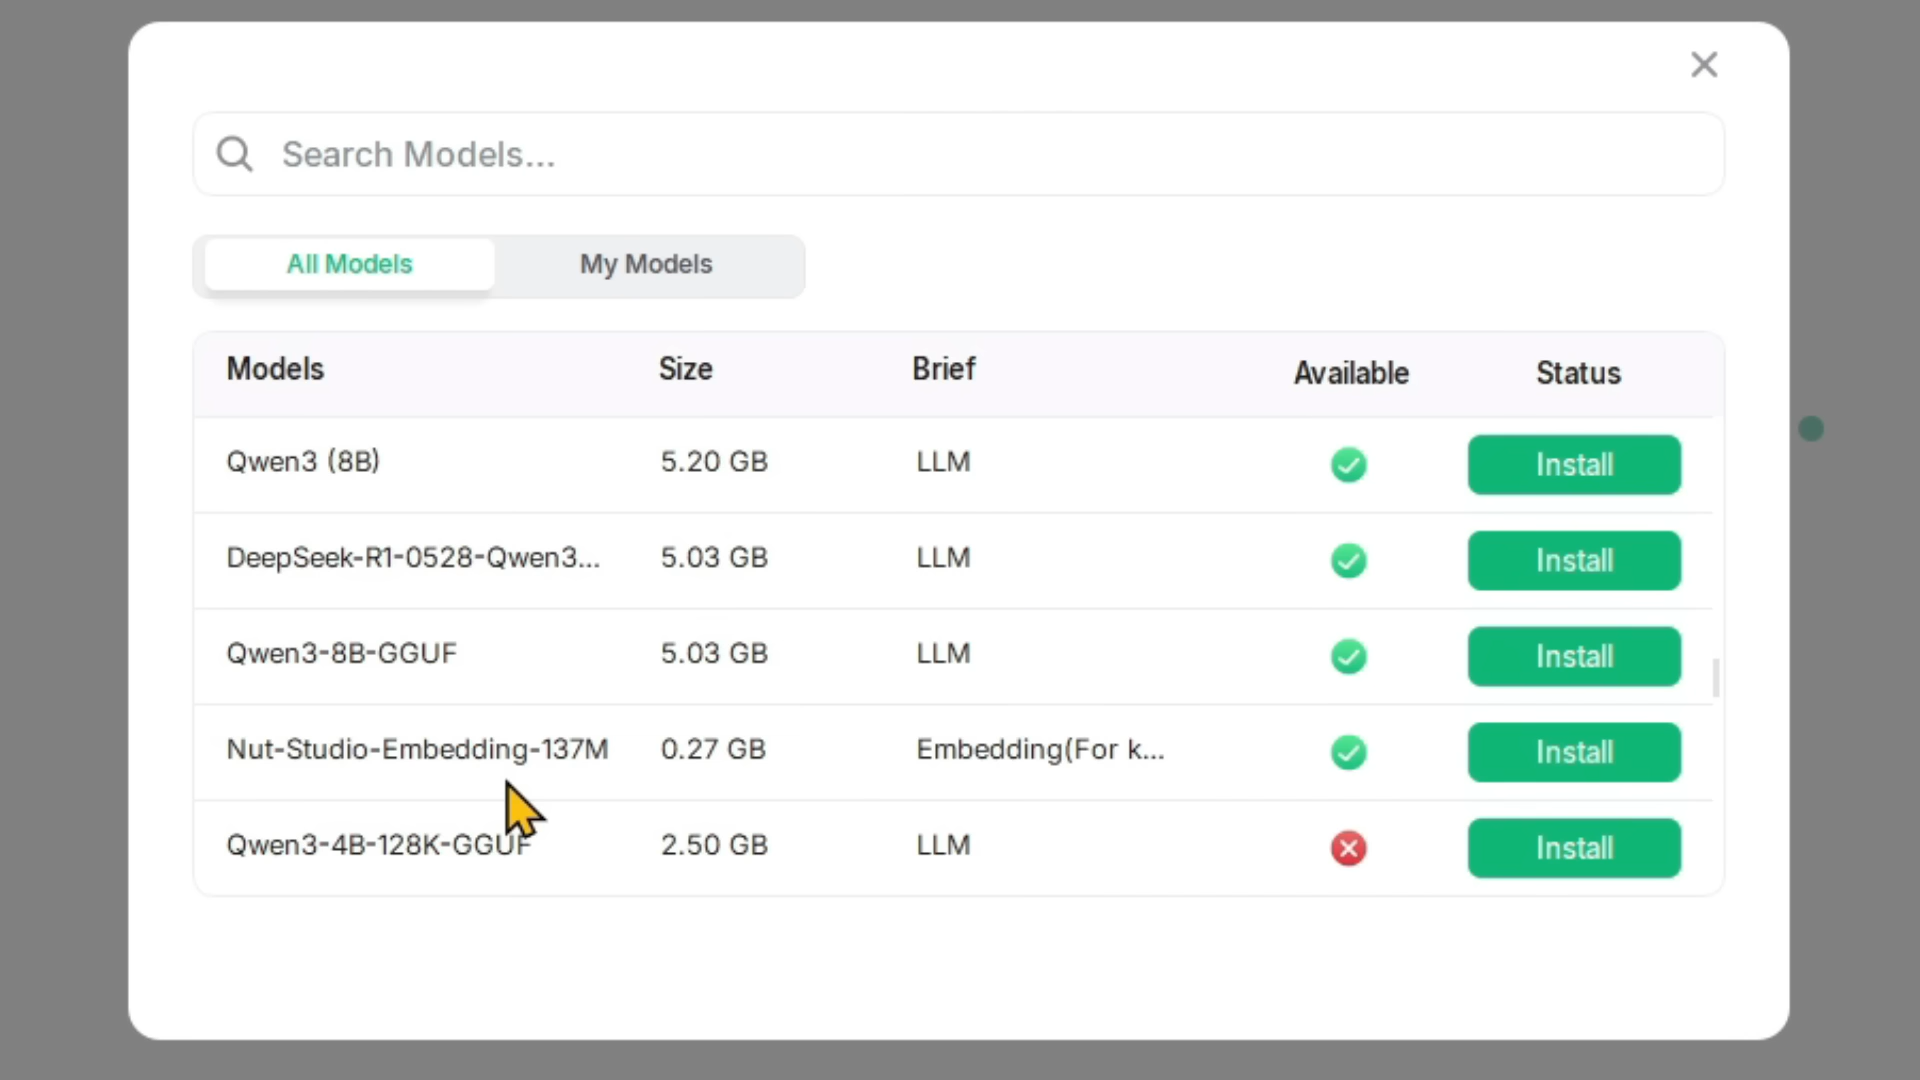 Search Models...
All Models My Models
Models Size Brief Available Status
Qwen3 (8B) 5.20 GB LLM Install
DeepSeek-R1-0528-Qwen3... 5.03 GB LLM Install
Qwen3-8B-GGUF 5.03 GB LLM Install
Nut-Studio-Embedding-137M 0.27 GB Embedding(For k... Install
Qwen3-4B-128K-GGUF 2.50 GB LLM Install